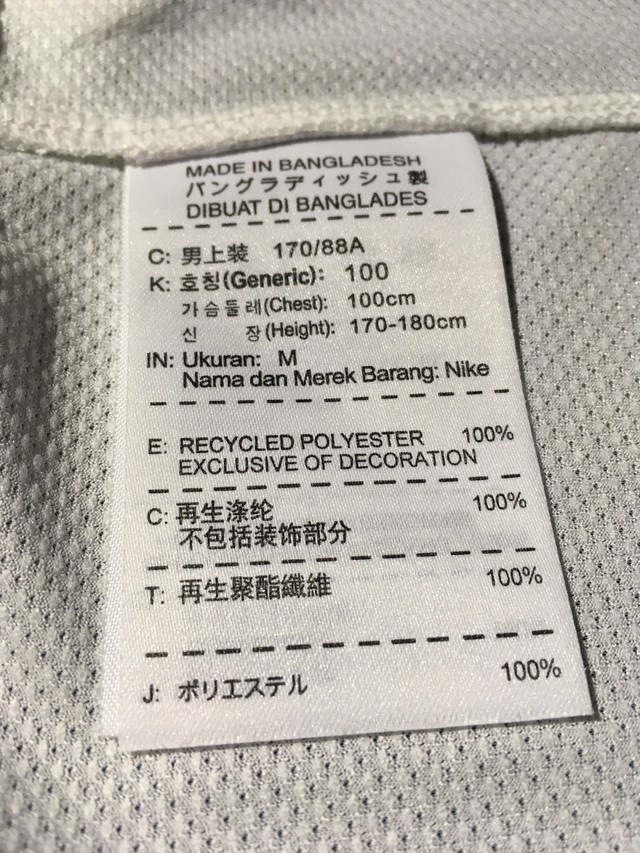 MADE IN BANGLADESH
バングラディッシュ製
DIBUAT DI BANGLADES
C: 男上装 170/88A
K: 호칭(Generic): 100
가슴둘레(Chest): 100cm
신 장(Height): 170-180cm
IN: Ukuran: M
Nama dan Merek Barang: Nike
E: RECYCLED POLYESTER 100%
EXCLUSIVE OF DECORATION
C: 再生涤纶 100%
不包括装饰部分
T: 再生聚酯纖維 100%
J: ポリエステル 100%